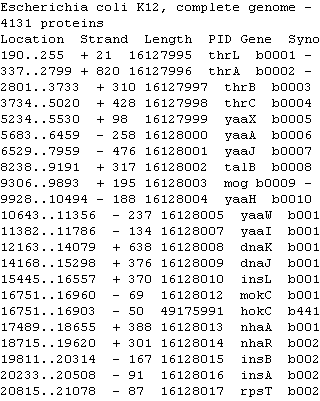 Escherichia coli K12, complete genome -
4131 proteins
Location Strand Length PID Gene Syno
190..255 + 21 16127995 thrL b0001 -
337..2799 + 820 16127996 thrA b0002 -
2801..3733 + 310 16127997 thrB b0003
3734..5020 + 428 16127998 thrC b0004
5234..5530 + 98 16127999 yaaX b0005
5683..6459 - 258 16128000 yaaA b0006
6529..7959 - 476 16128001 yaaJ b0007
8238..9191 + 317 16128002 talB b0008
9306..9893 + 195 16128003 mog b0009 -
9928..10494 - 188 16128004 yaaH b0010
10643..11356 - 237 16128005 yaaW b001
11382..11786 - 134 16128007 yaaI b001
12163..14079 + 638 16128008 dnaK b001
14168..15298 + 376 16128009 dnaJ b001
15445..16557 + 370 16128010 insL b001
16751..16960 - 69 16128012 mokC b001
16751..16903 - 50 49175991 hokC b441
17489..18655 + 388 16128013 nhaA b001
18715..19620 + 301 16128014 nhaR b002
19811..20314 - 167 16128015 insB b002
20233..20508 - 91 16128016 insA b002
20815..21078 - 87 16128017 rpsT b002